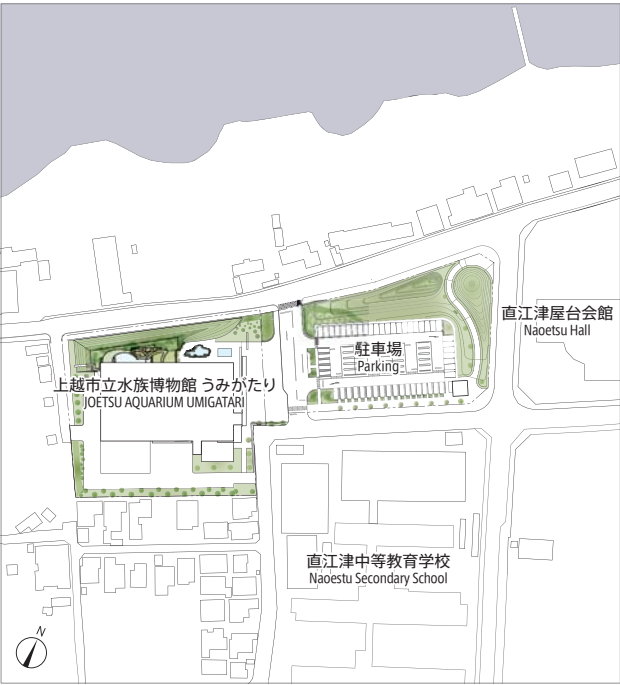 直江津屋台会館
Naoetsu Hall
駐車場
Parking
上越市立水族博物館 うみがたり
JOETSU AQUARIUM UMIGATARI
直江津中等教育学校
Naoestu Secondary School
N